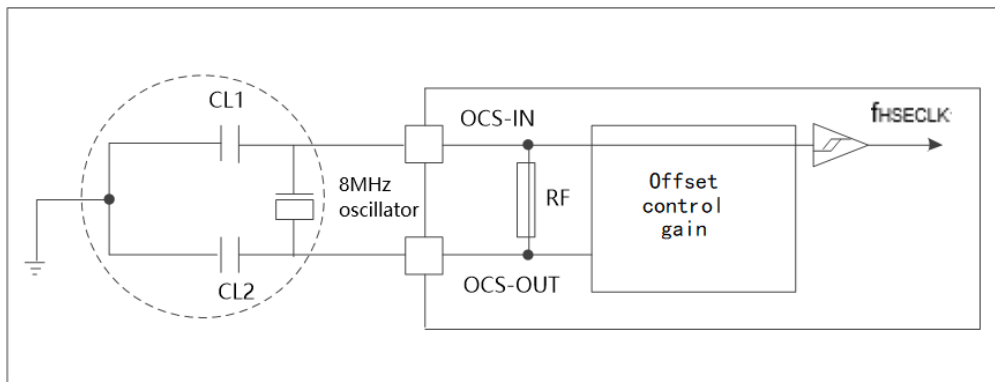 CL1
OCS-IN
fHSECLK
8MHz
oscillator
RF
Offset
control
gain
CL2
OCS-OUT